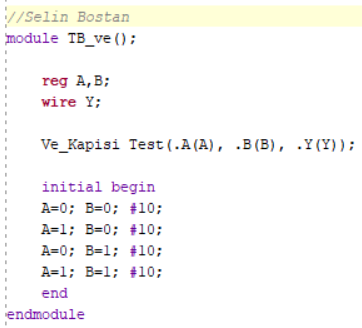 //Selin Bostan
module TB_ve();
reg A,B;
wire Y;
Ve_Kapisi Test(.A(A), .B(B), .Y(Y));
initial begin
A=0; B=0; #10;
A=1; B=0; #10;
A=0; B=1; #10;
A=1; B=1; #10;
end
endmodule